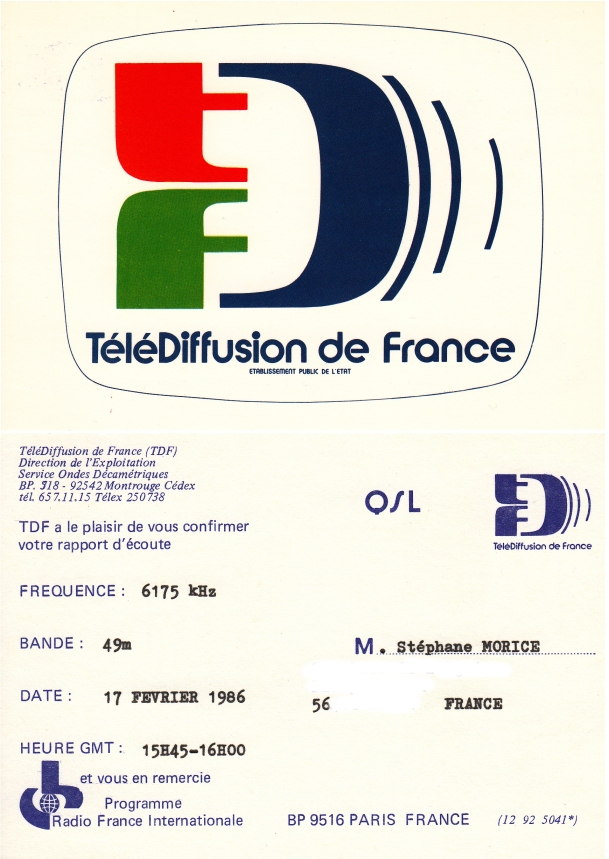 TéléDiffusion de France
ETABLISSEMENT PUBLIC DE L'ETAT
TéléDiffusion de France (TDF)
Direction de l'Exploitation
Service Ondes Décamétriques
BP. 518 - 92542 Montrouge Cédex
tél. 657.11.15 Télex 250738
QSL
TéléDiffusion de France
TDF a le plaisir de vous confirmer
votre rapport d'écoute
FREQUENCE : 6175 kHz
BANDE : 49m
M. Stéphane MORICE
DATE : 17 FEVRIER 1986
56 FRANCE
HEURE GMT : 15H45-16H00
et vous en remercie
Programme
Radio France Internationale
BP 9516 PARIS FRANCE (12 92 5041*)